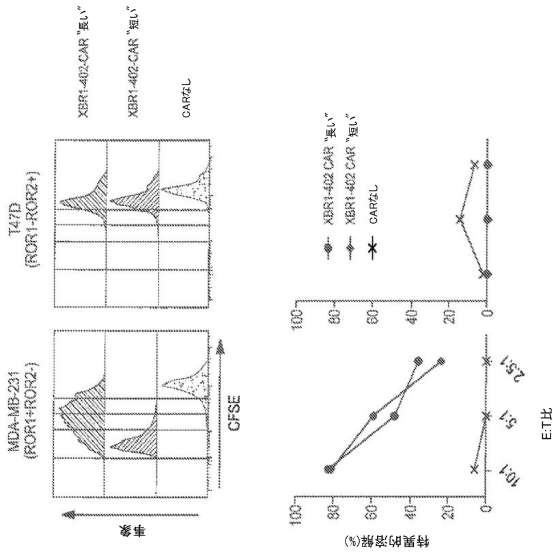 MDA-MB-231
(ROR1+ROR2-)
T47D
(ROR1-ROR2+)
XBR1-402-CAR “長い”
XBR1-402-CAR “短い”
CARなし
事象
CFSE
XBR1-402 CAR “長い”
XBR1-402 CAR “短い”
CARなし
特異的溶解(%)
100
80
60
40
20
0
100
80
60
40
20
0
10:1
5:1
2.5:1
E:T比